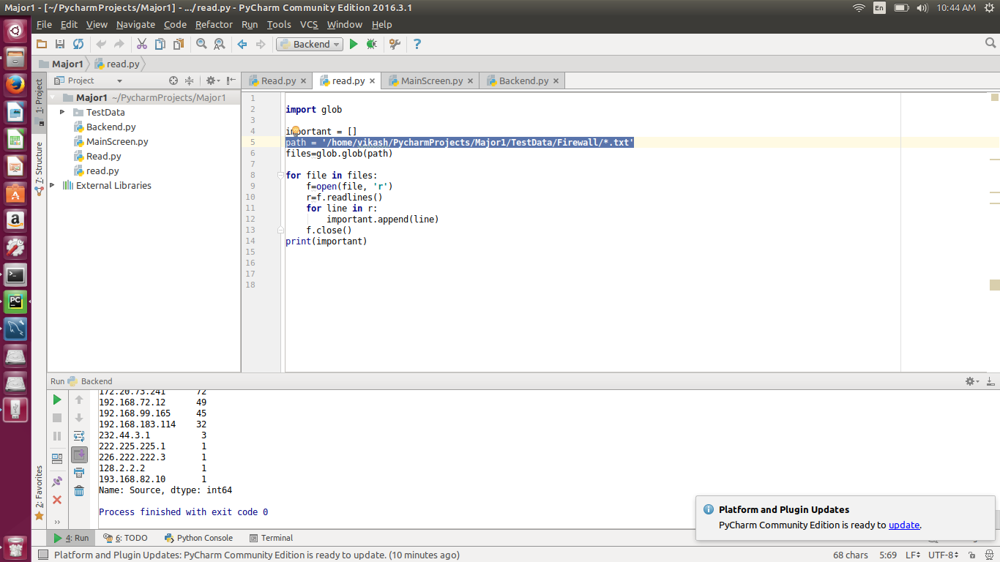 Major1 - [~/PycharmProjects/Major1] - .../read.py - PyCharm Community Edition 2016.3.1
En
10:44 AM
File Edit View Navigate Code Refactor Run Tools VCS Window Help
Backend
Major1 read.py
1: Project
7: Structure
2: Favorites
Project
Major1 ~/PycharmProjects/Major1
TestData
Backend.py
MainScreen.py
Read.py
read.py
External Libraries
Read.py read.py MainScreen.py Backend.py
1
2 import glob
3
4 important = []
5 path = '/home/vikash/PycharmProjects/Major1/TestData/Firewall/*.txt'
6 files=glob.glob(path)
7
8 for file in files:
9 f=open(file, 'r')
10 r=f.readlines()
11 for line in r:
12 important.append(line)
13 f.close()
14 print(important)
15
16
17
18
Run Backend
172.20.73.241 72
192.168.72.12 49
192.168.99.165 45
192.168.183.114 32
232.44.3.1 3
222.225.225.1 1
226.222.222.3 1
128.2.2.2 1
193.168.82.10 1
Name: Source, dtype: int64
Process finished with exit code 0
Platform and Plugin Updates
PyCharm Community Edition is ready to update.
4: Run 6: TODO Python Console Terminal
Platform and Plugin Updates: PyCharm Community Edition is ready to update. (10 minutes ago)
68 chars 5:69 LF UTF-8